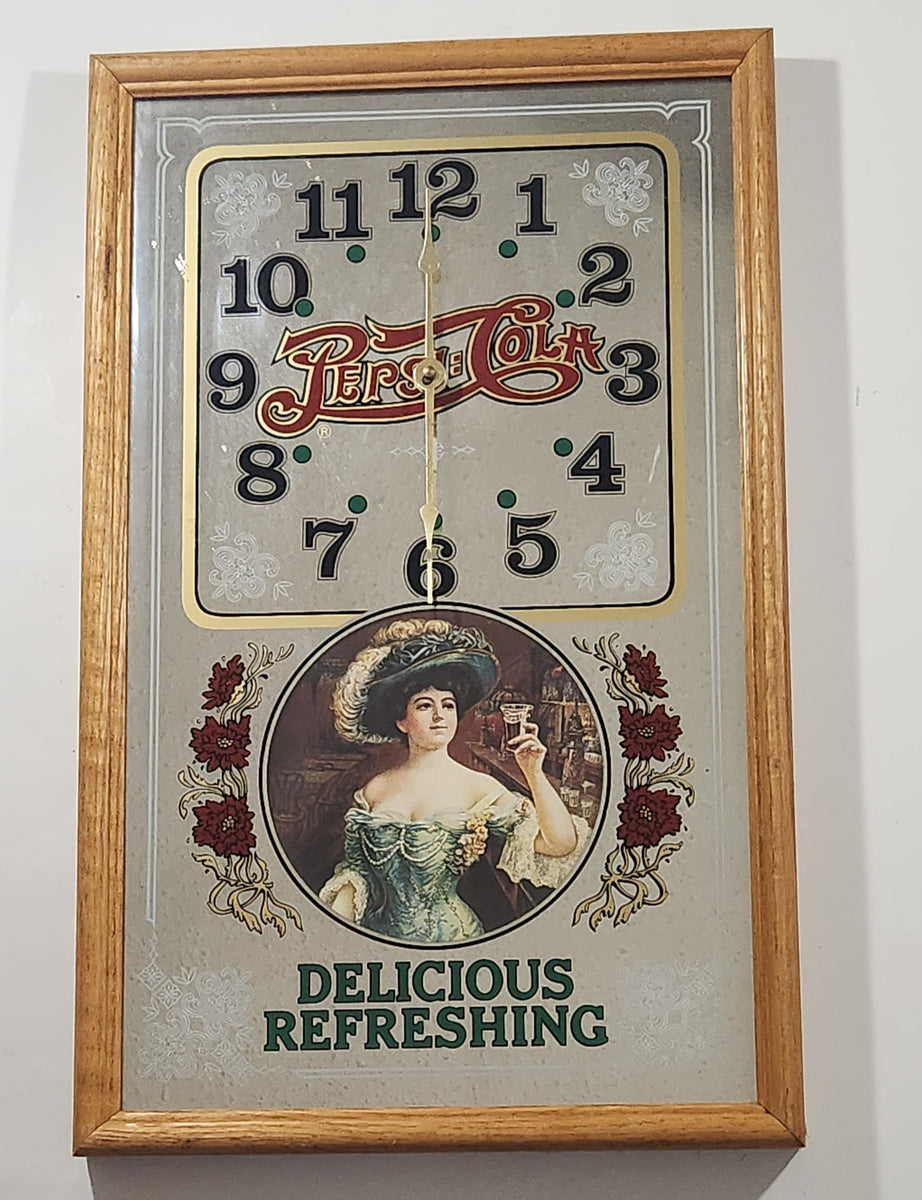 12
11 1
10 2
PEPSI:COLA
®
9 3
8 4
7 5
6
DELICIOUS
REFRESHING